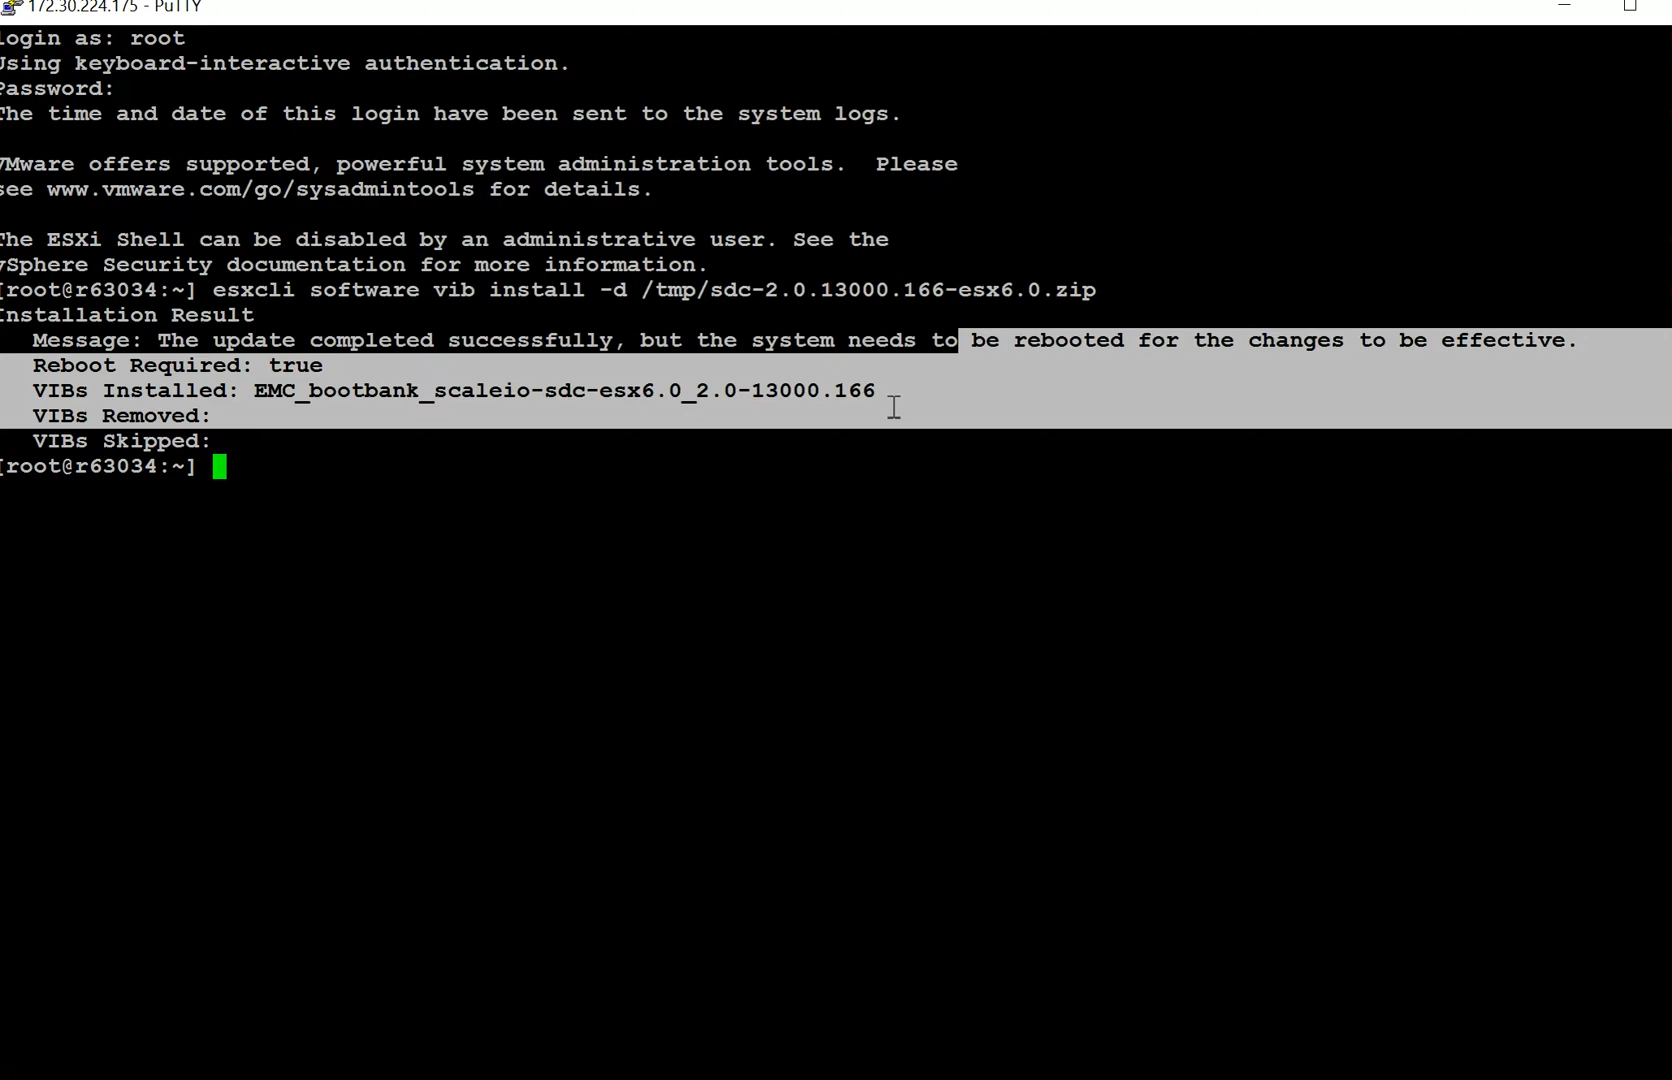 172.30.224.175 - PuTTY
login as: root
Using keyboard-interactive authentication.
Password:
The time and date of this login have been sent to the system logs.
VMware offers supported, powerful system administration tools.  Please
see www.vmware.com/go/sysadmintools for details.
The ESXi Shell can be disabled by an administrative user. See the
vSphere Security documentation for more information.
[root@r63034:~] esxcli software vib install -d /tmp/sdc-2.0.13000.166-esx6.0.zip
Installation Result
Message: The update completed successfully, but the system needs to be rebooted for the changes to be effective.
Reboot Required: true
VIBs Installed: EMC_bootbank_scaleio-sdc-esx6.0_2.0-13000.166
VIBs Removed:
VIBs Skipped:
[root@r63034:~]